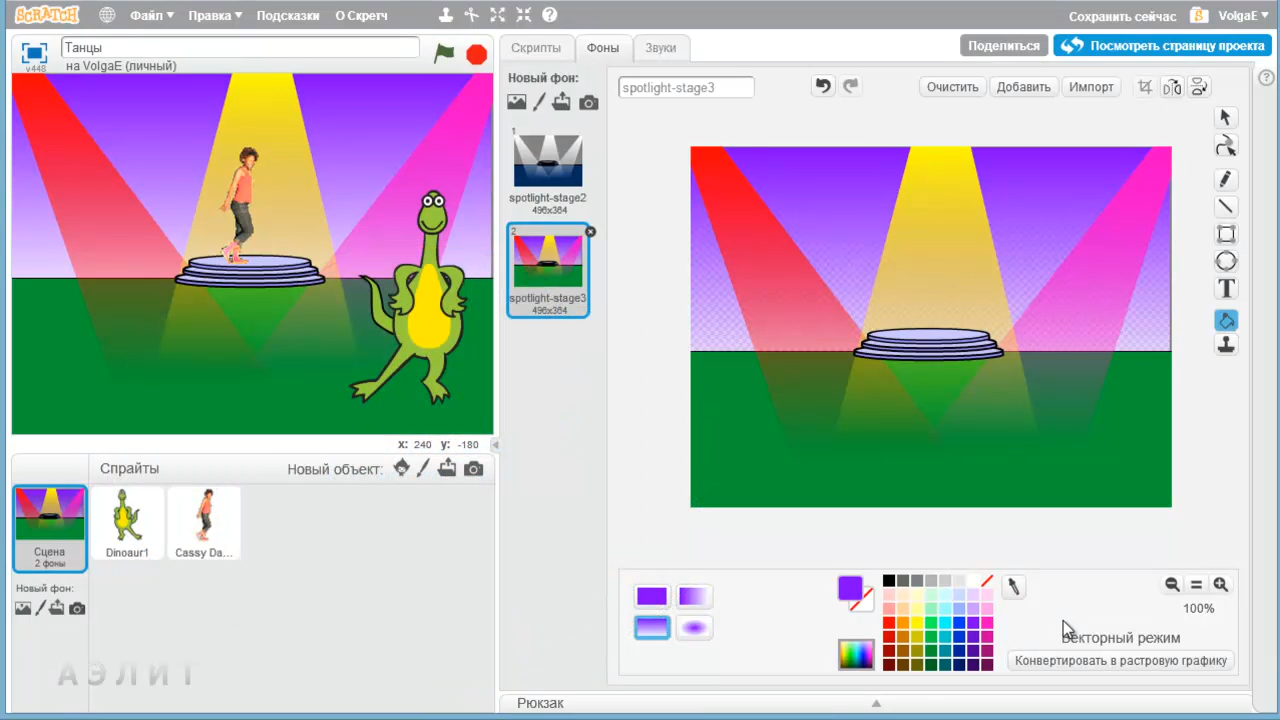 SCRATCH Файл Правка Подсказки О Скретч Сохранить сейчас VolgaE
Танцы
v448
на VolgaE (личный)
Скрипты Фоны Звуки
Поделиться Посмотреть страницу проекта
Новый фон:
spotlight-stage3
Очистить Добавить Импорт
1
spotlight-stage2
496x384
2
spotlight-stage3
496x384
T
x: 240 y: -180
Спрайты Новый объект:
Сцена
2 фоны
Dinoaur1
Cassy Da...
Новый фон:
100%
Векторный режим
Конвертировать в растровую графику
АЭЛИТ
Рюкзак